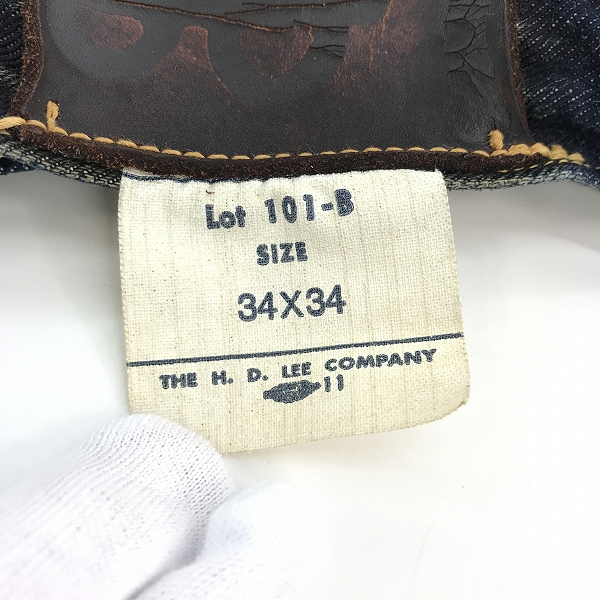 Lot 101-B
SIZE
34X34
THE H. D. LEE COMPANY
11